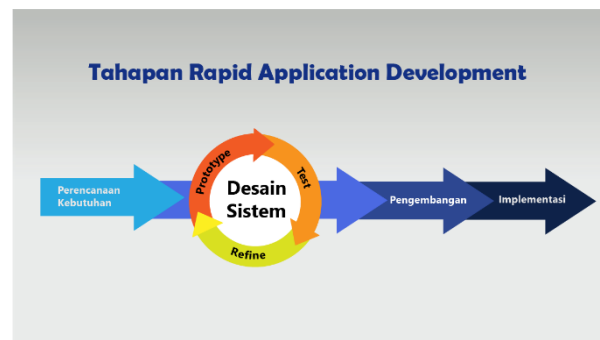 Tahapan Rapid Application Development
Perencanaan
Kebutuhan
Prototype
Test
Refine
Desain
Sistem
Pengembangan
Implementasi